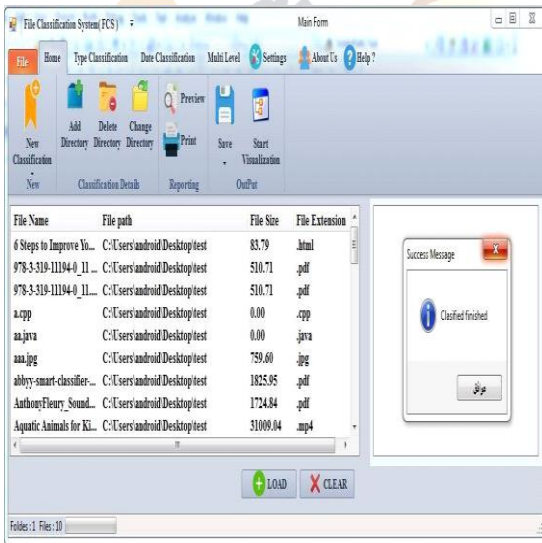 File Classification System( FCS )
Main Form
File Home Type Classification Date Classification Multi Level Settings About Us Help ?
New Classification
Add Directory
Delete Directory
Change Directory
Preview
Print
Save
Start Visualization
New Classification Details Reporting OutPut
File Name File path File Size File Extension
6 Steps to Improve Yo... C:\Users\android\Desktop\test 83.79 .html
978-3-319-11194-0_11 ... C:\Users\android\Desktop\test 510.71 .pdf
978-3-319-11194-0_11.... C:\Users\android\Desktop\test 510.71 .pdf
a.cpp C:\Users\android\Desktop\test 0.00 .cpp
aa.java C:\Users\android\Desktop\test 0.00 .java
aaa.jpg C:\Users\android\Desktop\test 759.60 .jpg
abbyy-smart-classifier-... C:\Users\android\Desktop\test 1825.95 .pdf
AnthonyFleury_Sound... C:\Users\android\Desktop\test 1724.84 .pdf
Aquatic Animals for Ki... C:\Users\android\Desktop\test 31009.04 .mp4
Success Message
Clasified finished
موافق
LOAD CLEAR
Foldes : 1 Files : 10